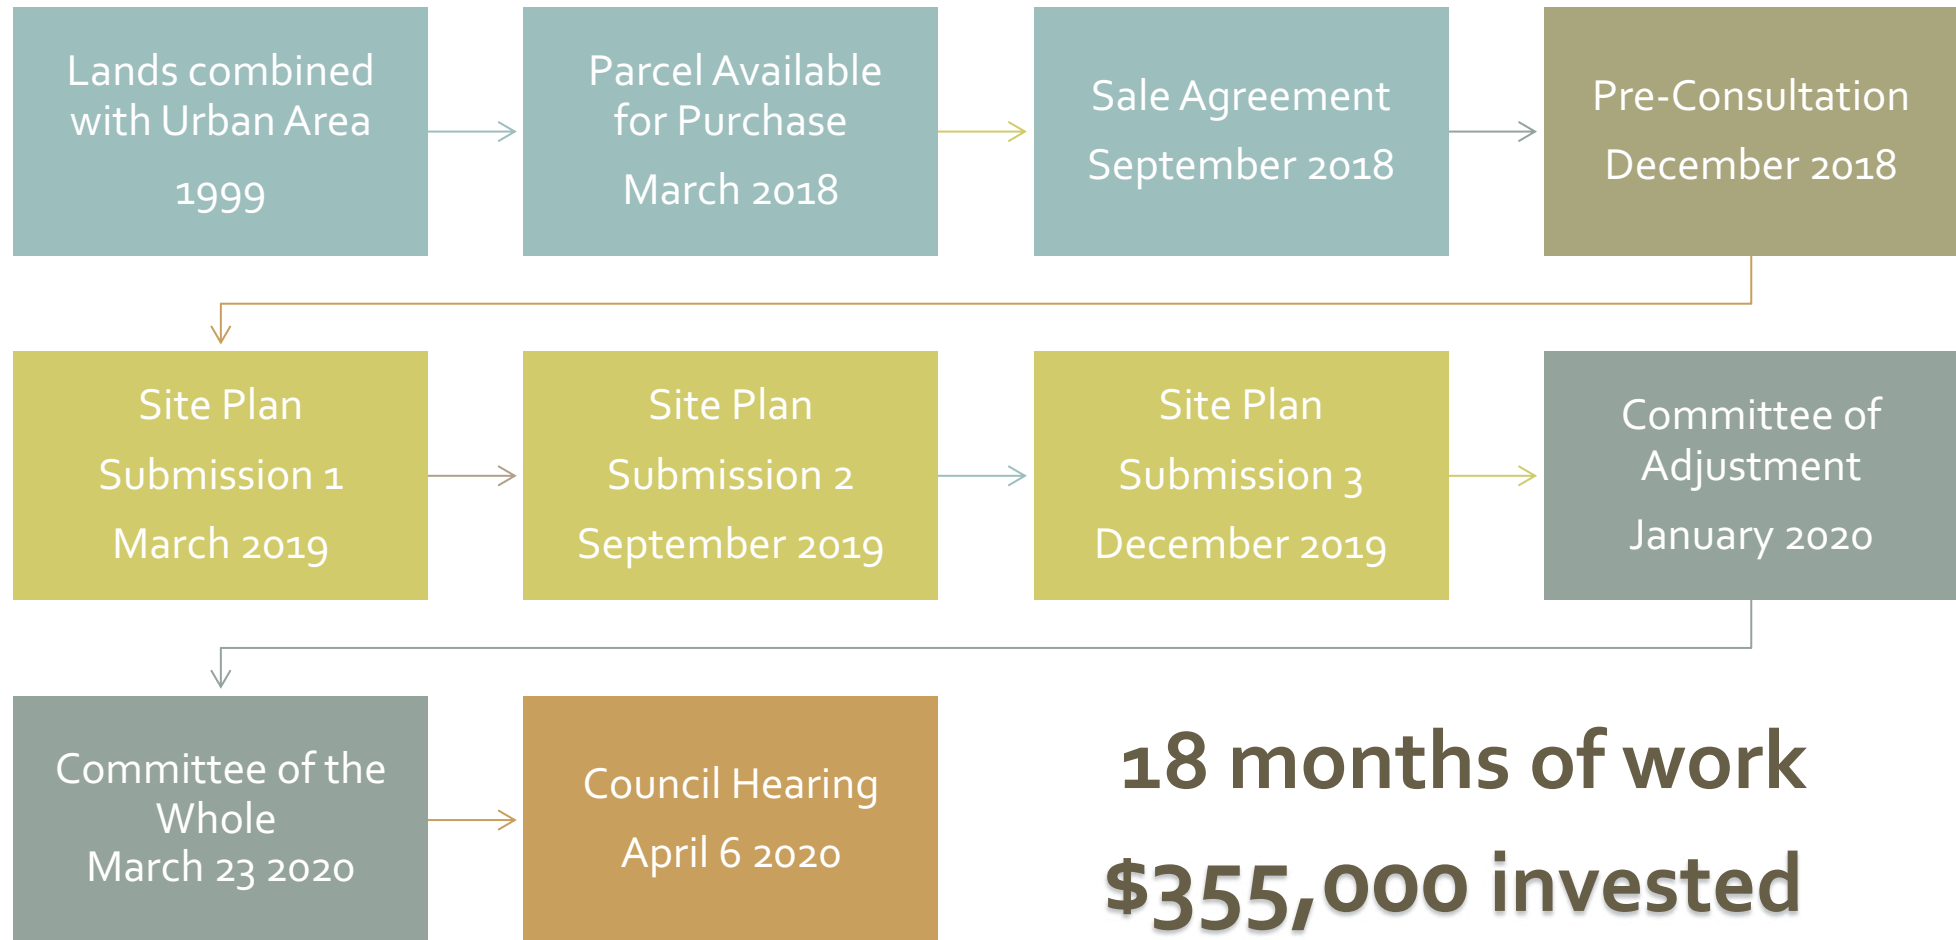 Lands combined
with Urban Area
1999
Parcel Available
for Purchase
March 2018
Sale Agreement
September 2018
Pre-Consultation
December 2018
Site Plan
Submission 1
March 2019
Site Plan
Submission 2
September 2019
Site Plan
Submission 3
December 2019
Committee of
Adjustment
January 2020
Committee of the
Whole
March 23 2020
Council Hearing
April 6 2020
18 months of work
$355,000 invested